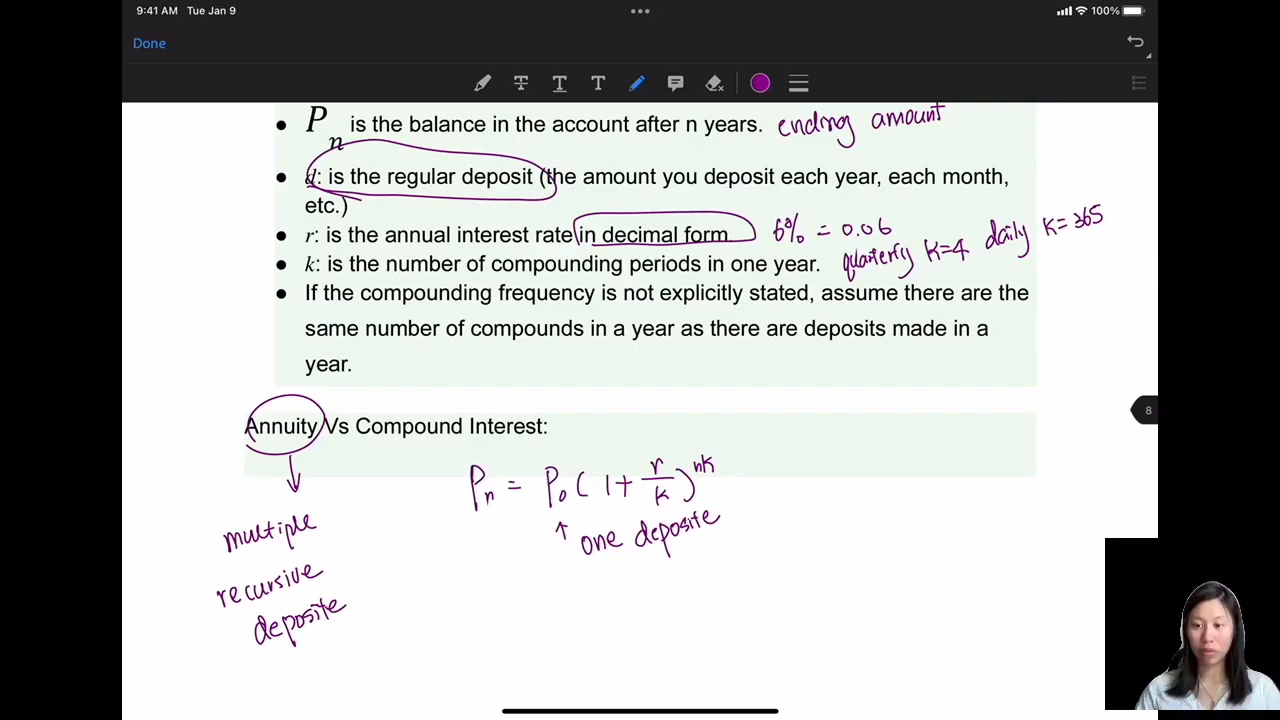 9:41 AM Tue Jan 9
100%
Done
Pn is the balance in the account after n years. ending amount
d: is the regular deposit (the amount you deposit each year, each month,
etc.)
r: is the annual interest rate in decimal form. 6% = 0.06
k: is the number of compounding periods in one year. quarterly k=4 daily k=365
If the compounding frequency is not explicitly stated, assume there are the
same number of compounds in a year as there are deposits made in a
year.
8
Annuity Vs Compound Interest:
Pn = P0 ( 1 + r/k )^nk
↑ one deposite
multiple
recursive
deposite